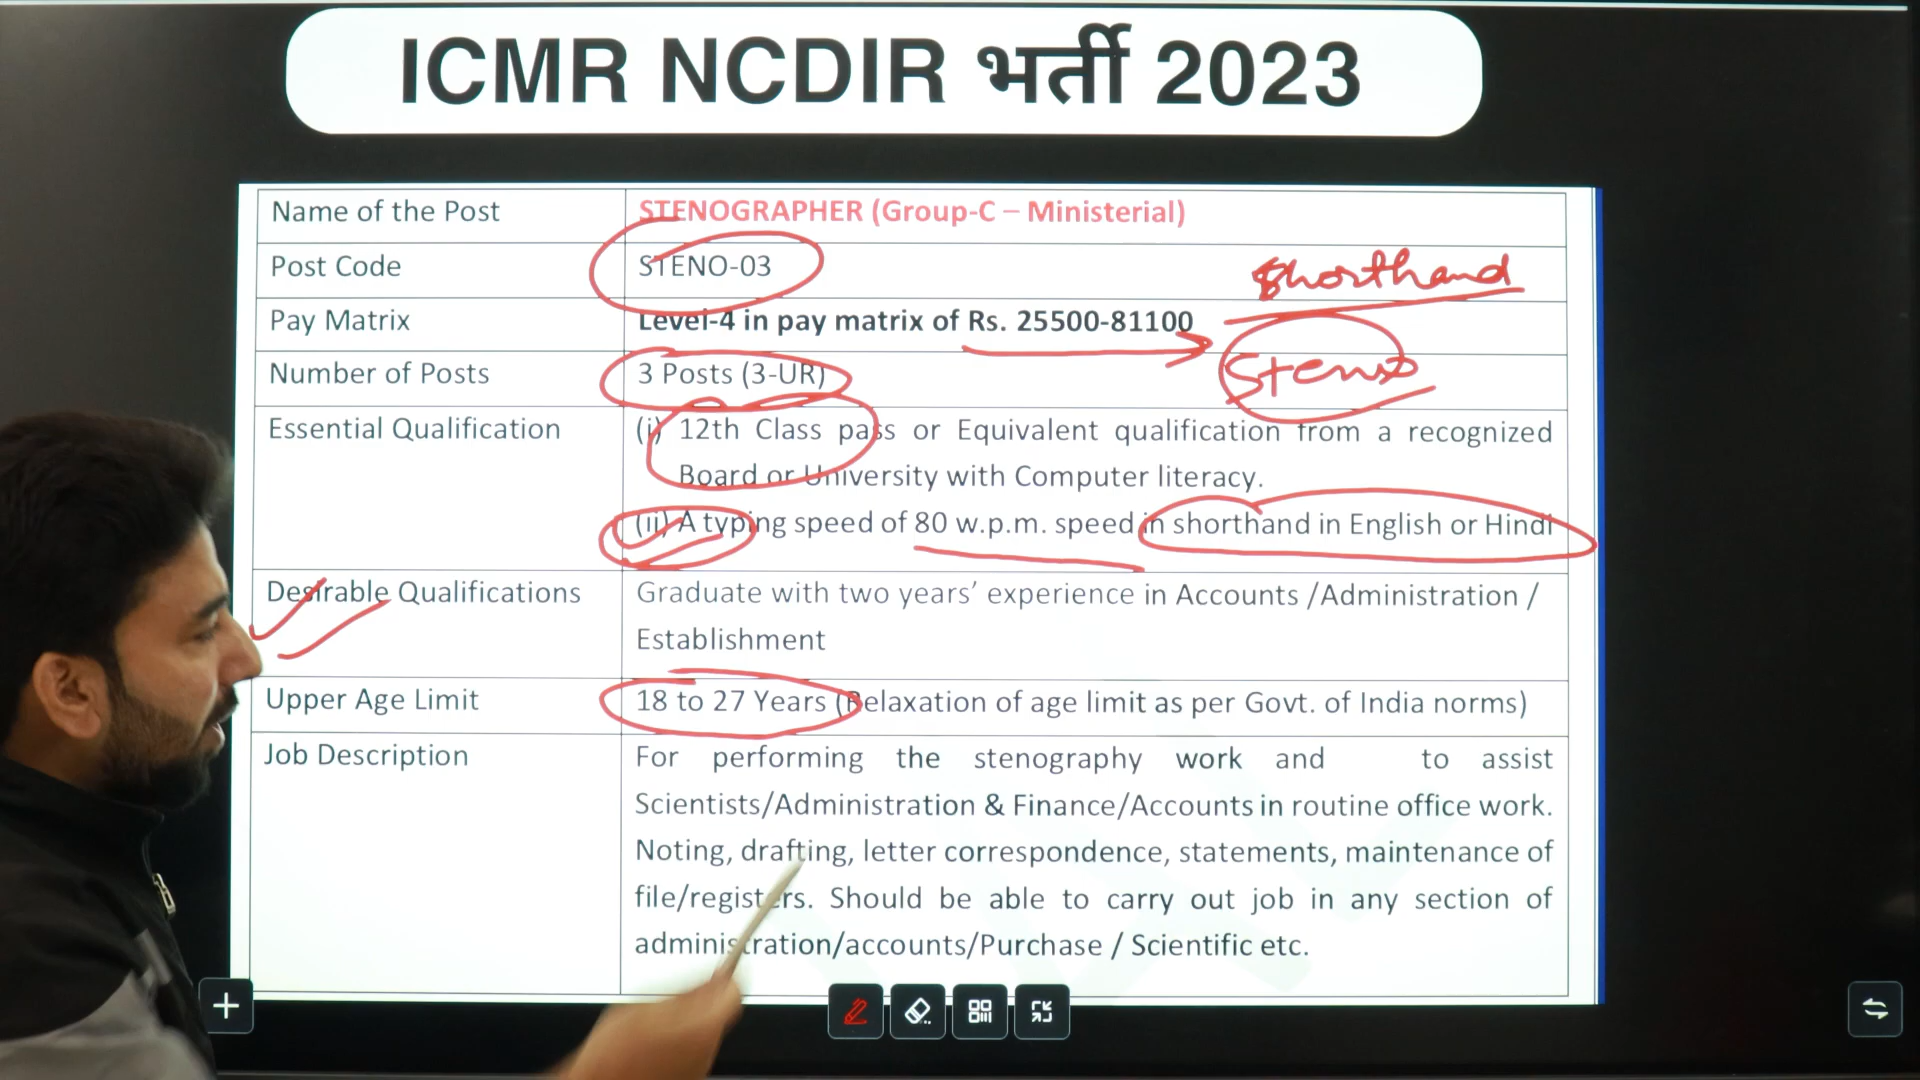 ICMR NCDIR भर्ती 2023
Name of the Post STENOGRAPHER (Group-C – Ministerial)
Post Code STENO-03
Shorthand
Pay Matrix Level-4 in pay matrix of Rs. 25500-81100
Number of Posts 3 Posts (3-UR)
Steno
Essential Qualification (i) 12th Class pass or Equivalent qualification from a recognized
Board or University with Computer literacy.
(ii) A typing speed of 80 w.p.m. speed in shorthand in English or Hindi
Desirable Qualifications Graduate with two years’ experience in Accounts /Administration /
Establishment
Upper Age Limit 18 to 27 Years (Relaxation of age limit as per Govt. of India norms)
Job Description For performing the stenography work and to assist
Scientists/Administration & Finance/Accounts in routine office work.
Noting, drafting, letter correspondence, statements, maintenance of
file/registers. Should be able to carry out job in any section of
administration/accounts/Purchase / Scientific etc.